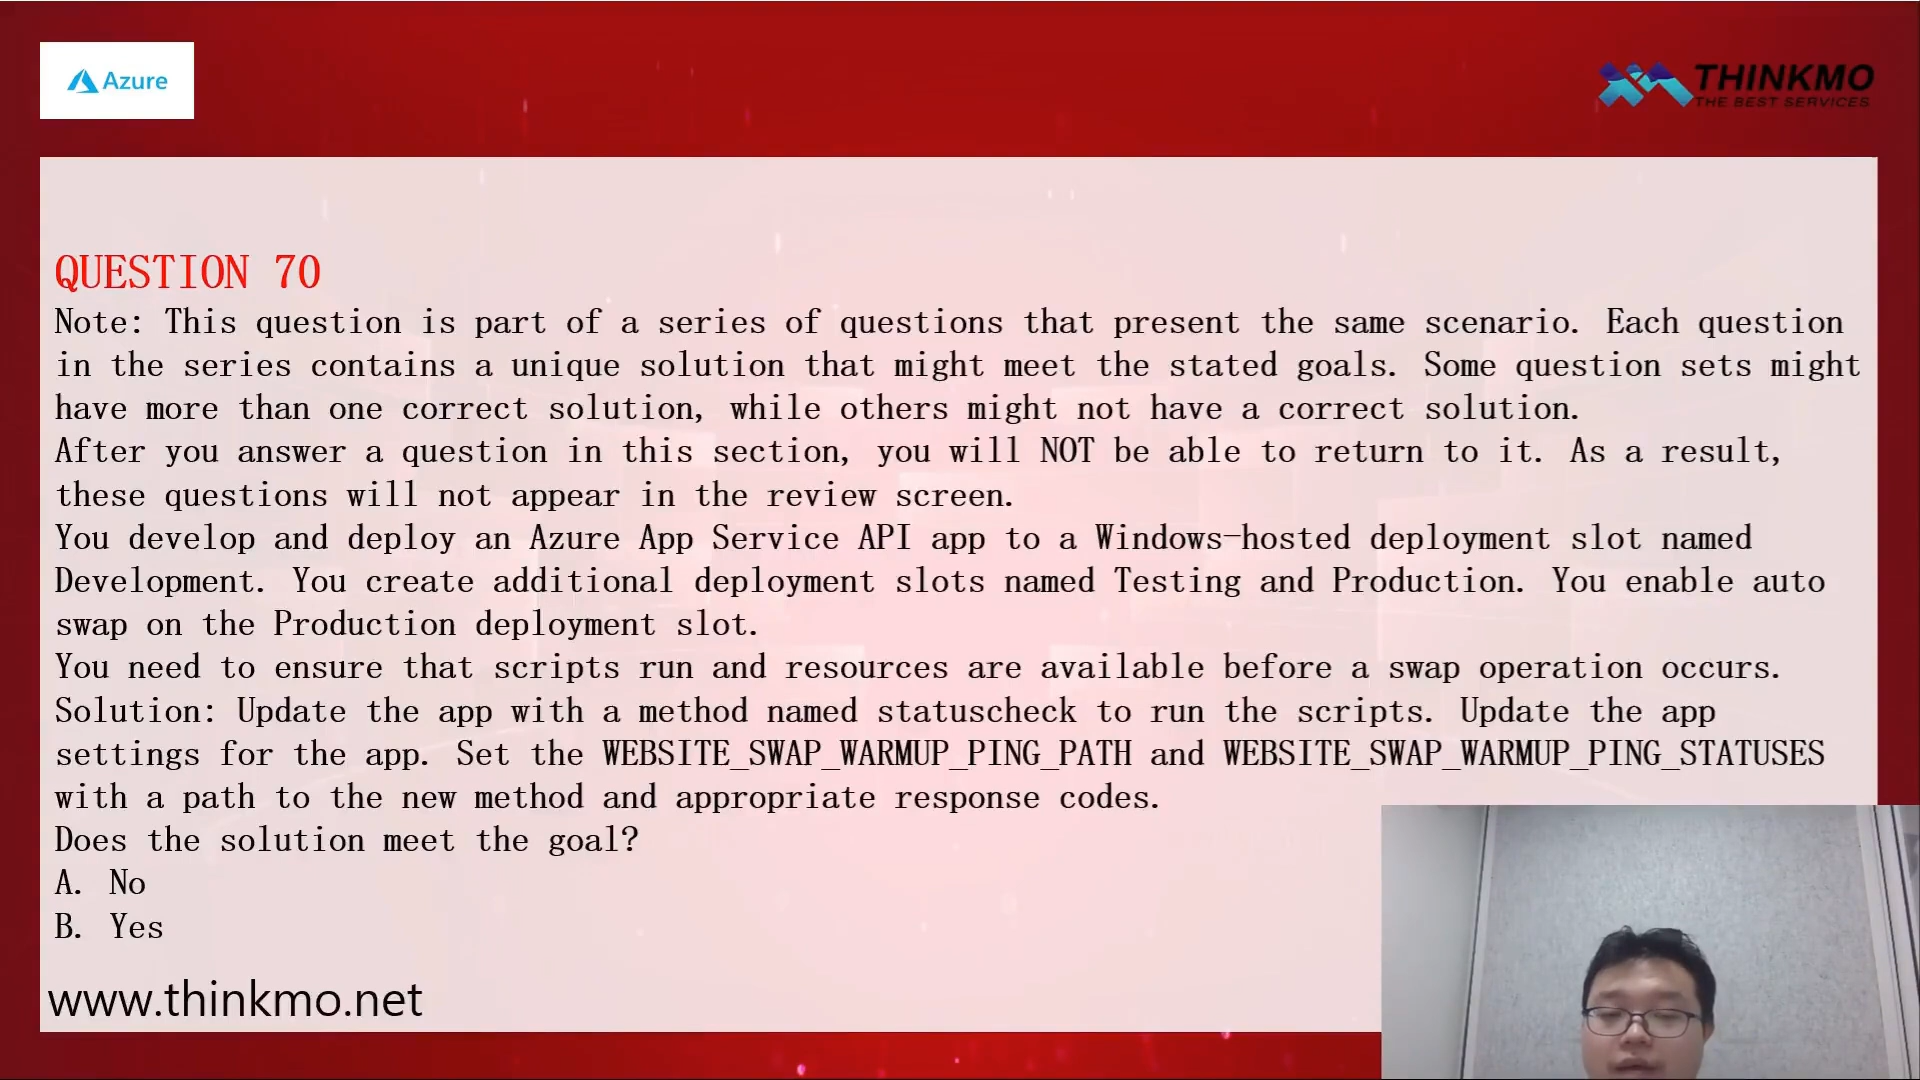 Azure
THINKMO
THE BEST SERVICES
QUESTION 70
Note: This question is part of a series of questions that present the same scenario. Each question
in the series contains a unique solution that might meet the stated goals. Some question sets might
have more than one correct solution, while others might not have a correct solution.
After you answer a question in this section, you will NOT be able to return to it. As a result,
these questions will not appear in the review screen.
You develop and deploy an Azure App Service API app to a Windows-hosted deployment slot named
Development. You create additional deployment slots named Testing and Production. You enable auto
swap on the Production deployment slot.
You need to ensure that scripts run and resources are available before a swap operation occurs.
Solution: Update the app with a method named statuscheck to run the scripts. Update the app
settings for the app. Set the WEBSITE_SWAP_WARMUP_PING_PATH and WEBSITE_SWAP_WARMUP_PING_STATUSES
with a path to the new method and appropriate response codes.
Does the solution meet the goal?
A. No
B. Yes
www.thinkmo.net